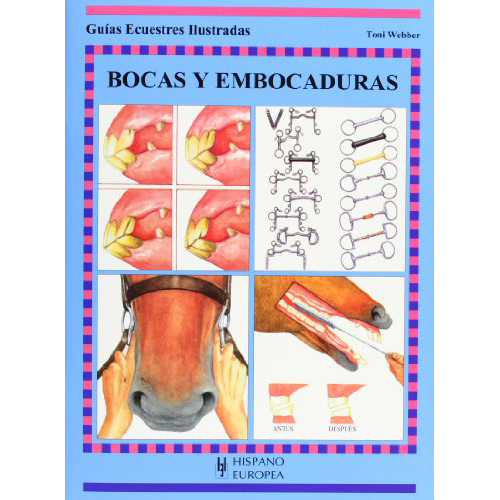 Guías Ecuestres Ilustradas
Toni Webber
BOCAS Y EMBOCADURAS
ANTES
DESPUÉS
HISPANO
EUROPEA